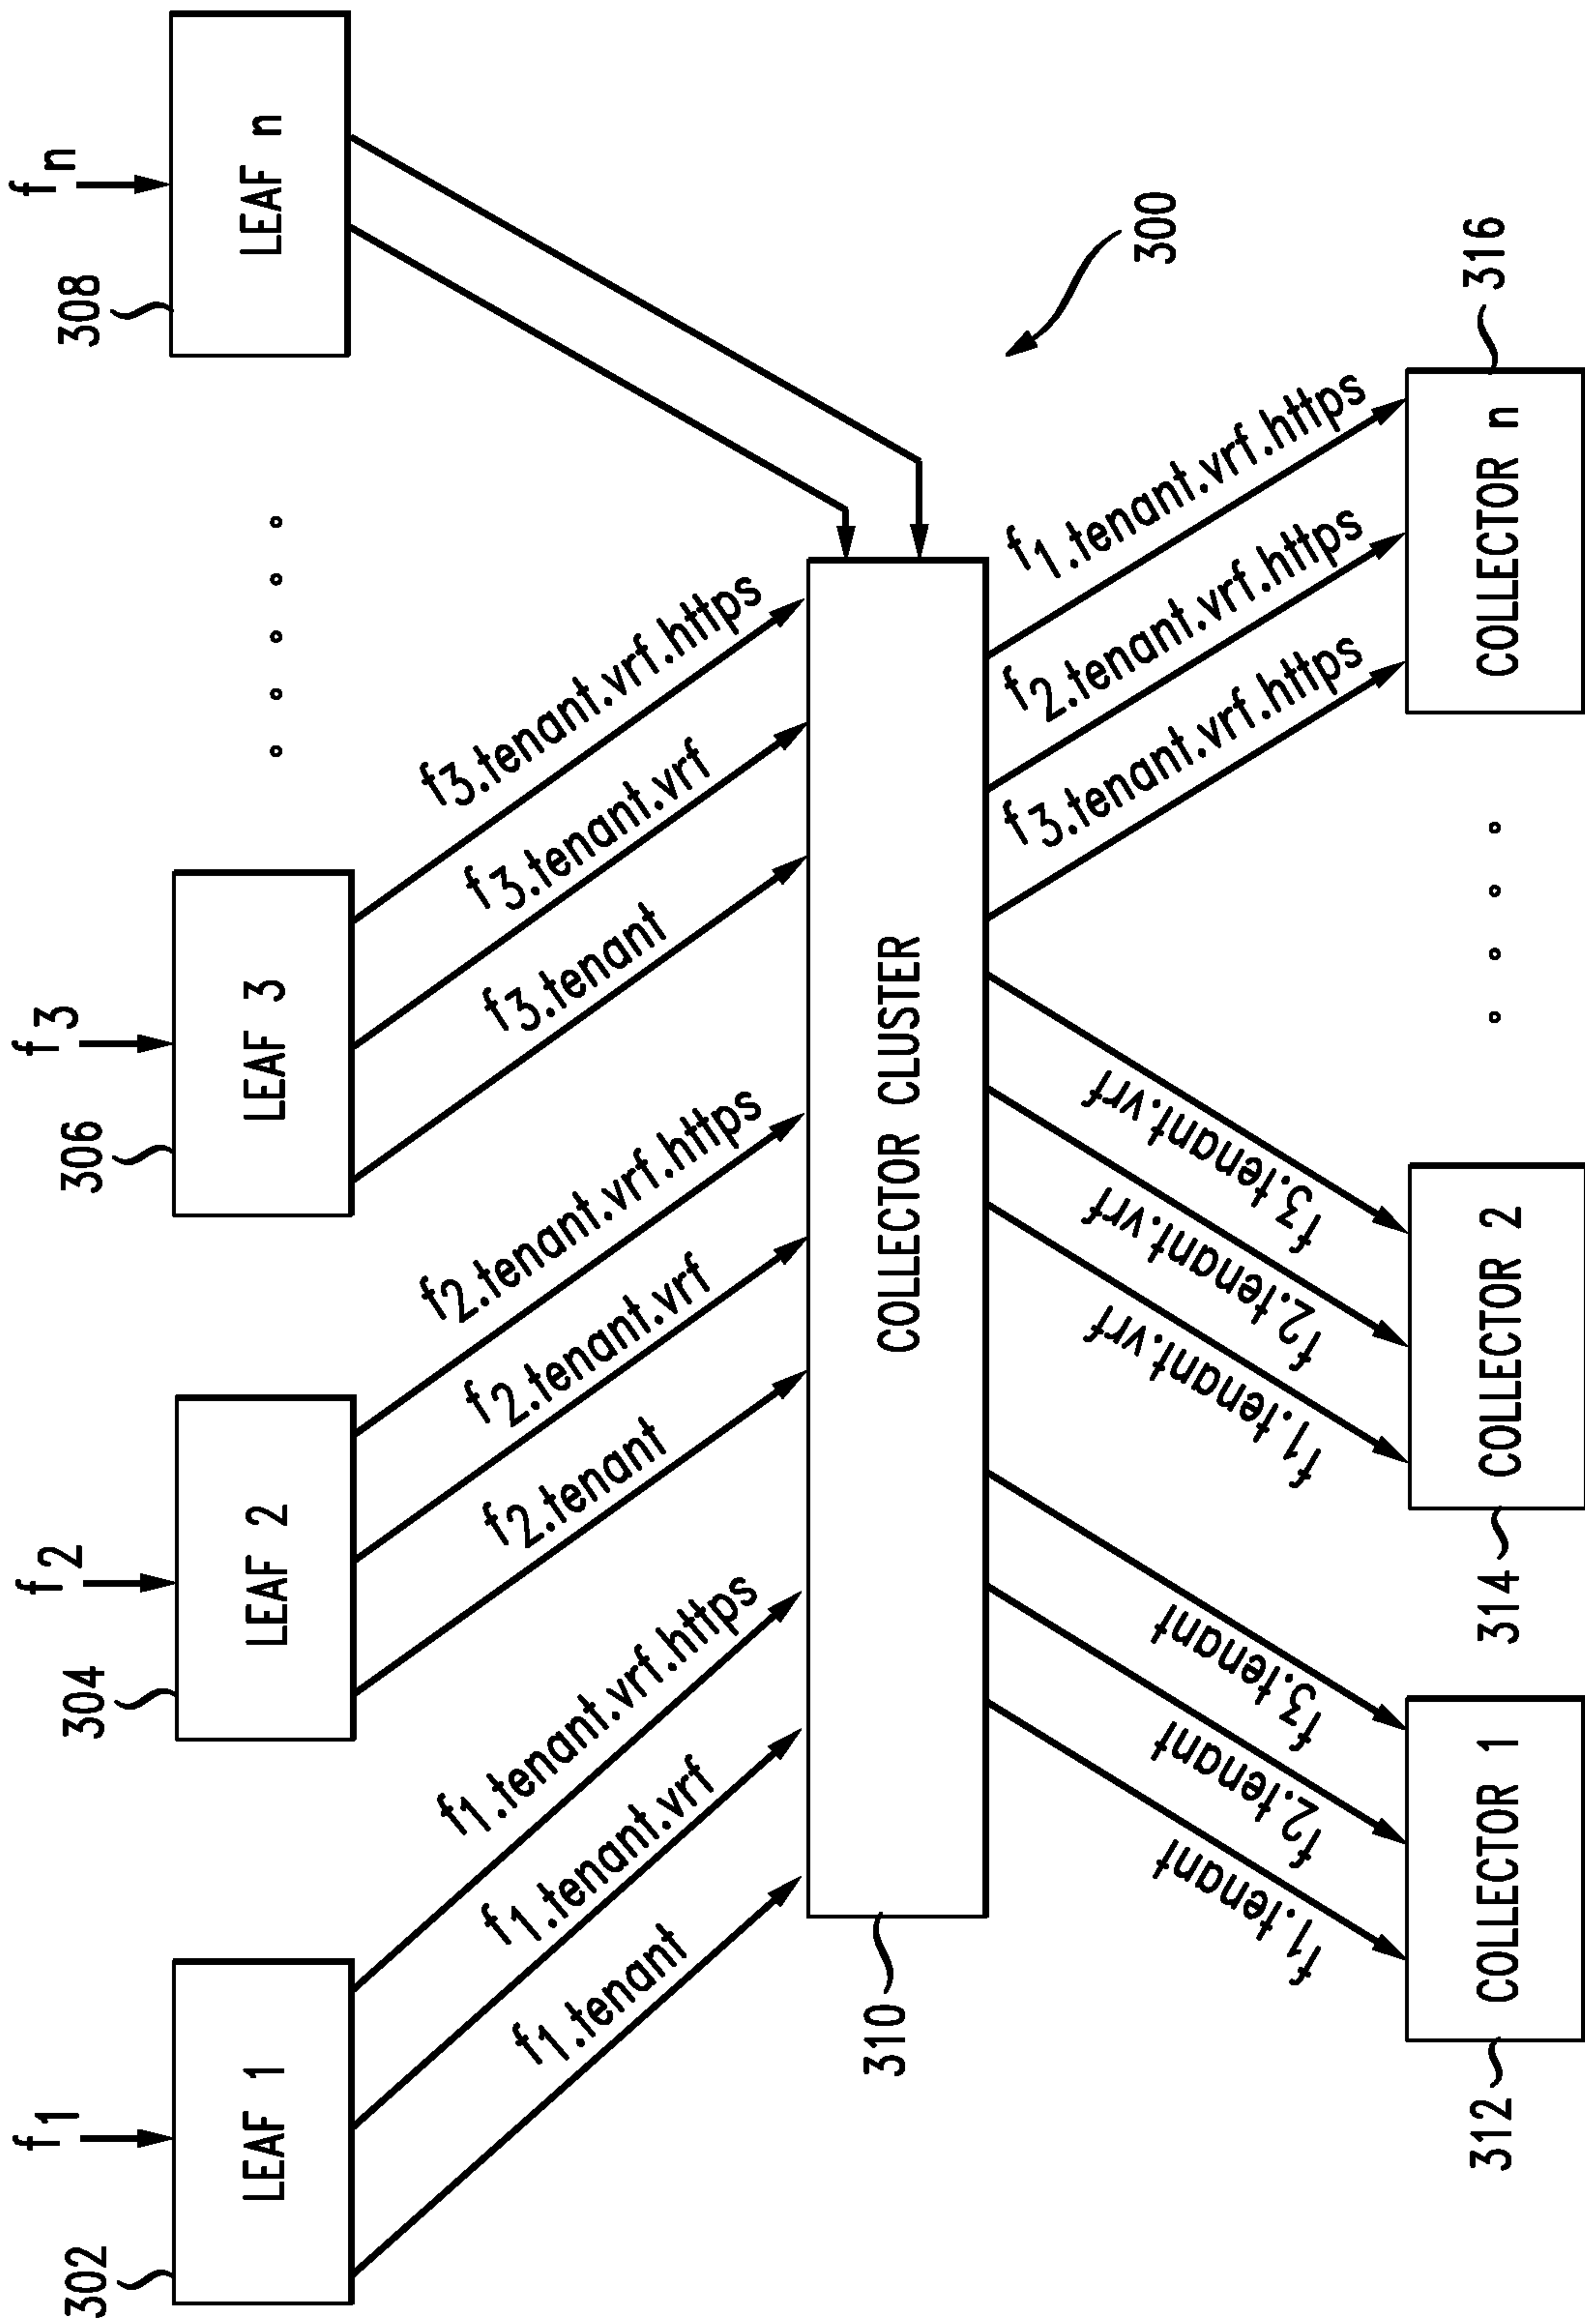 f1
f2
f3
fn
302
304
306
308
LEAF 1
LEAF 2
LEAF 3
LEAF n
f1.tenant
f1.tenant.vrf
f1.tenant.vrf.https
f2.tenant
f2.tenant.vrf
f2.tenant.vrf.https
f3.tenant
f3.tenant.vrf
f3.tenant.vrf.https
310
COLLECTOR CLUSTER
300
f1.tenant
f2.tenant
f3.tenant
f1.tenant.vrf
f2.tenant.vrf
f3.tenant.vrf
f3.tenant.vrf.https
f2.tenant.vrf.https
f1.tenant.vrf.https
312
COLLECTOR 1
314
COLLECTOR 2
COLLECTOR n
316